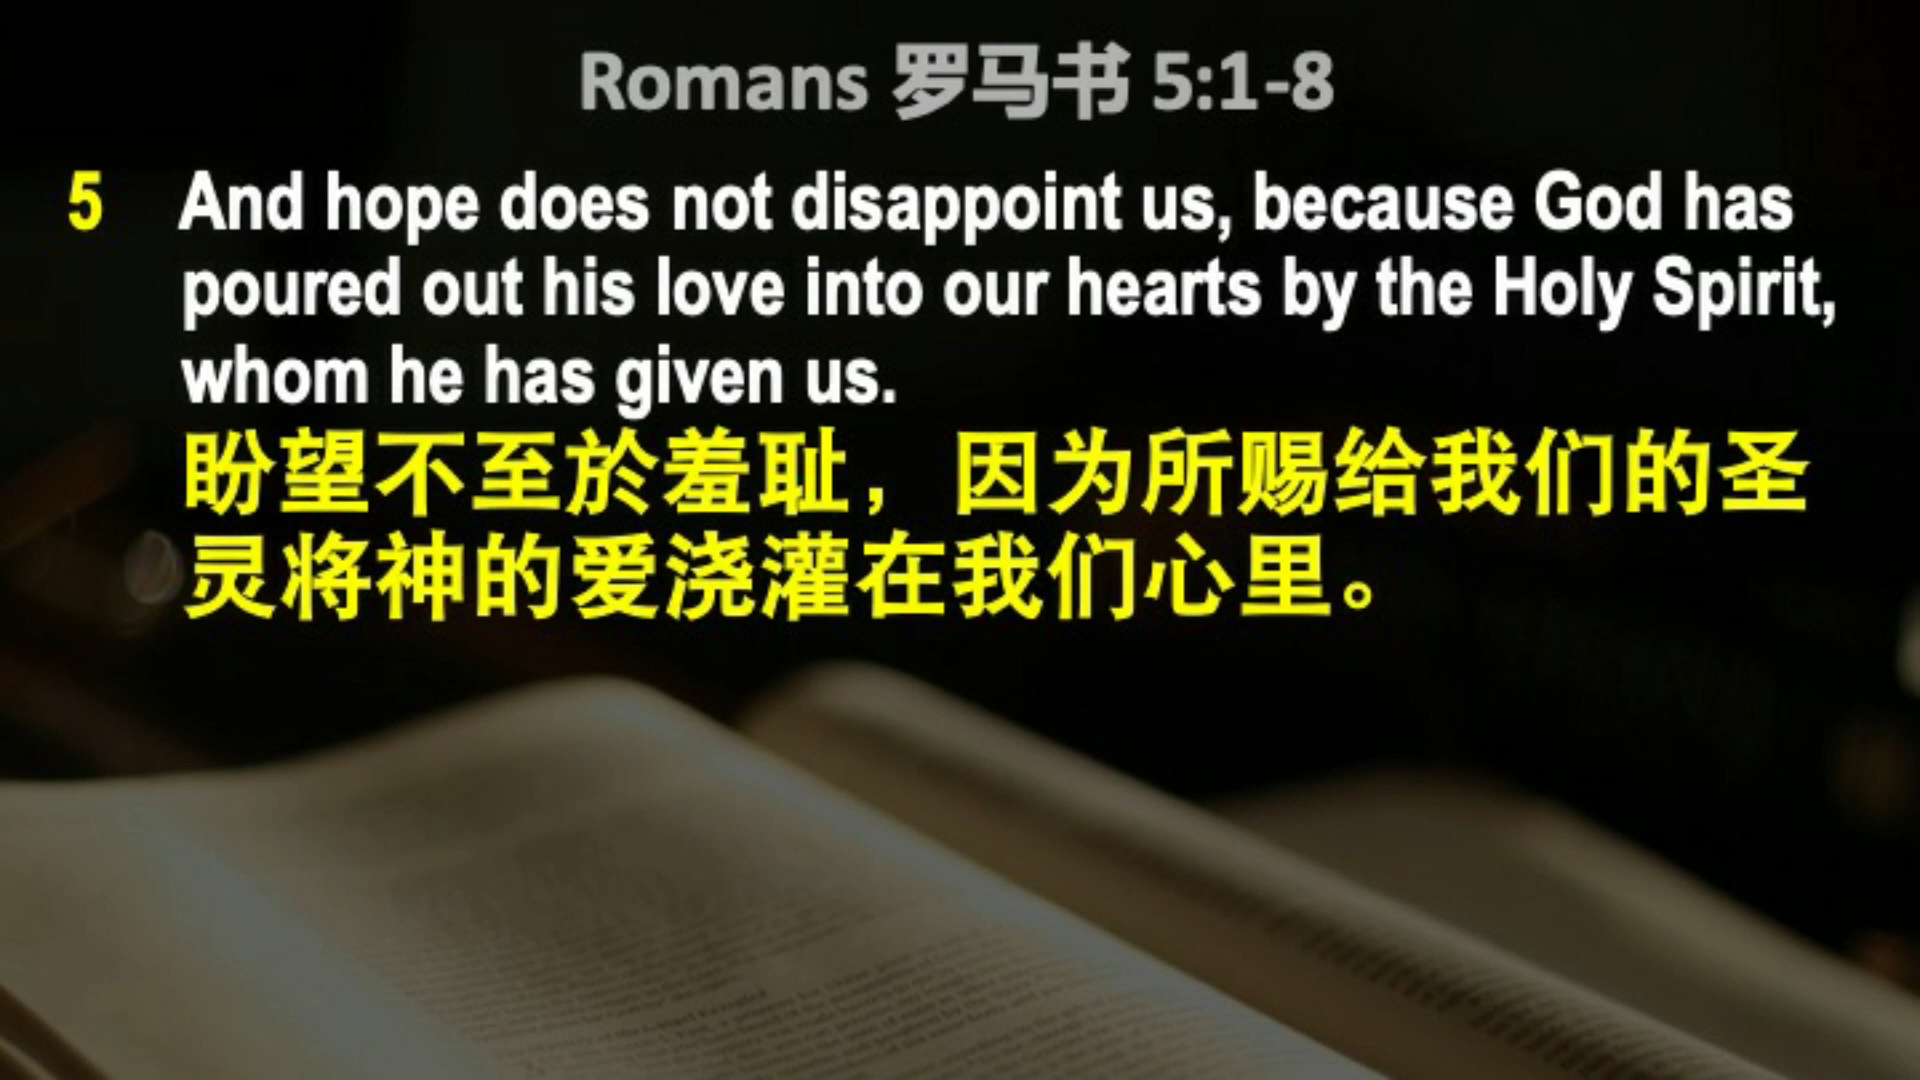 Romans 罗马书 5:1-8
5 And hope does not disappoint us, because God has
poured out his love into our hearts by the Holy Spirit,
whom he has given us.
盼望不至於羞耻，因为所赐给我们的圣
灵将神的爱浇灌在我们心里。